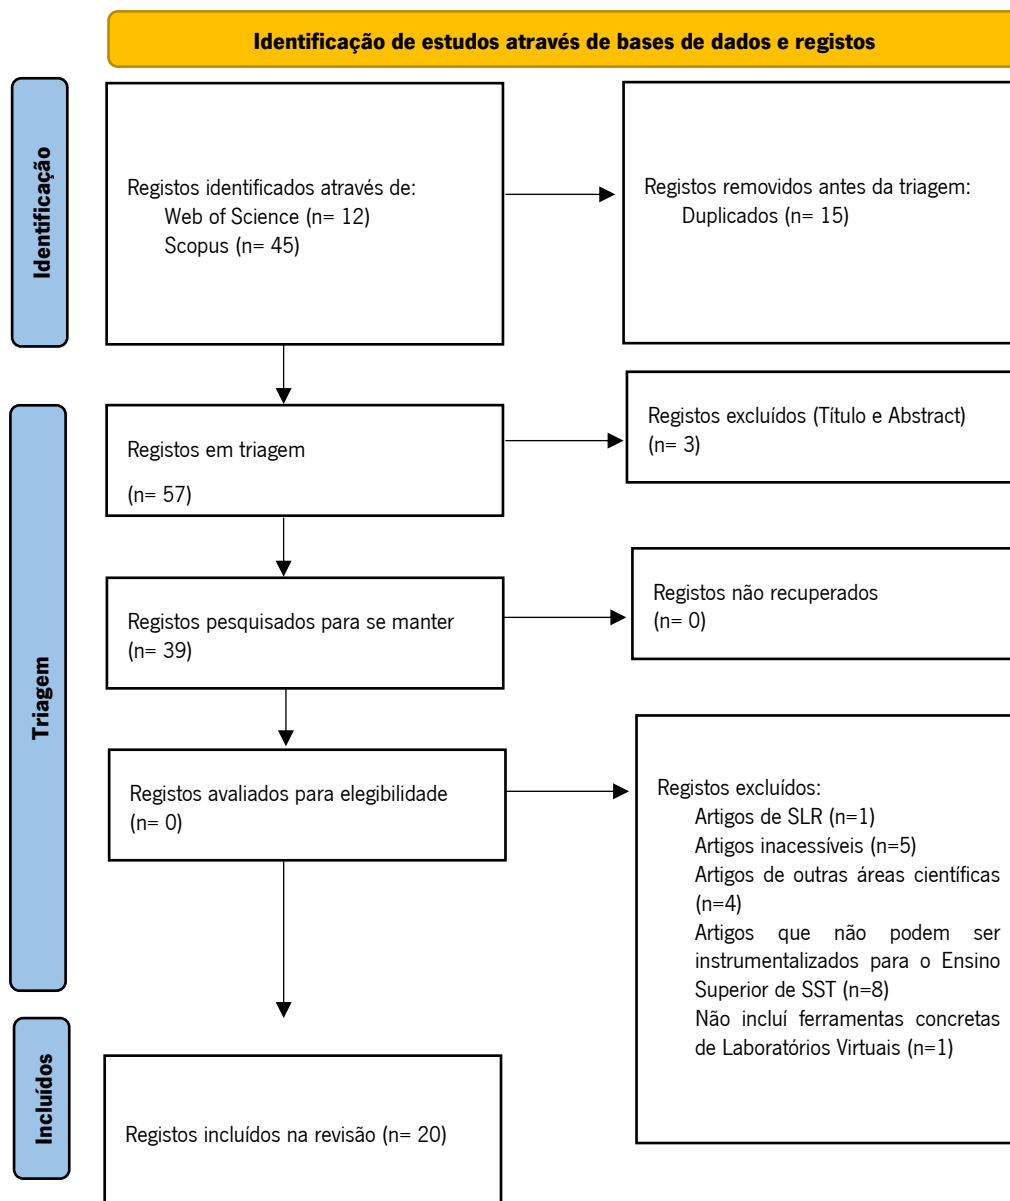 Identificação de estudos através de bases de dados e registos
Identificação
Registos identificados através de:
Web of Science (n= 12)
Scopus (n= 45)
Registos removidos antes da triagem:
Duplicados (n= 15)
Triagem
Registos em triagem
(n= 57)
Registos excluídos (Título e Abstract)
(n= 3)
Registos pesquisados para se manter
(n= 39)
Registos não recuperados
(n= 0)
Registos avaliados para elegibilidade
(n= 0)
Registos excluídos:
Artigos de SLR (n=1)
Artigos inacessíveis (n=5)
Artigos de outras áreas científicas
(n=4)
Artigos que não podem ser
instrumentalizados para o Ensino
Superior de SST (n=8)
Não incluí ferramentas concretas
de Laboratórios Virtuais (n=1)
Incluídos
Registos incluídos na revisão (n= 20)